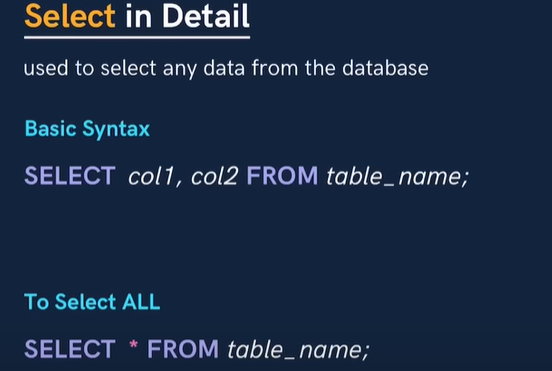 Select in Detail
used to select any data from the database
Basic Syntax
SELECT col1, col2 FROM table_name;
To Select ALL
SELECT * FROM table_name;